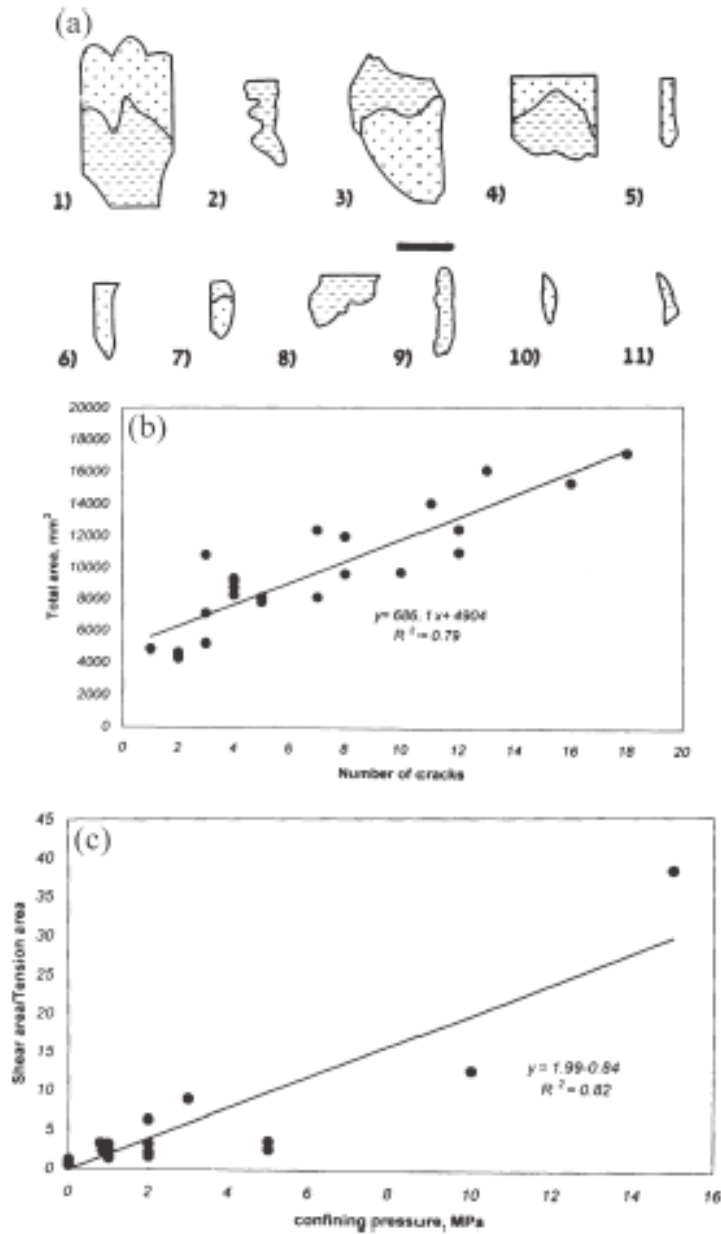 (a)
1) 2) 3) 4) 5)
6) 7) 8) 9) 10) 11)
(b)
20000
18000
16000
14000
12000
10000
8000
6000
4000
2000
0
Total area, mm²
y= 686, 1x+ 4904
R² = 0.79
0 2 4 6 8 10 12 14 16 18 20
Number of cracks
(c)
45
40
35
30
25
20
15
10
5
0
Shear area/Tension area
y = 1.99-0.84
R² = 0.82
0 2 4 6 8 10 12 14 16
confining pressure, MPa